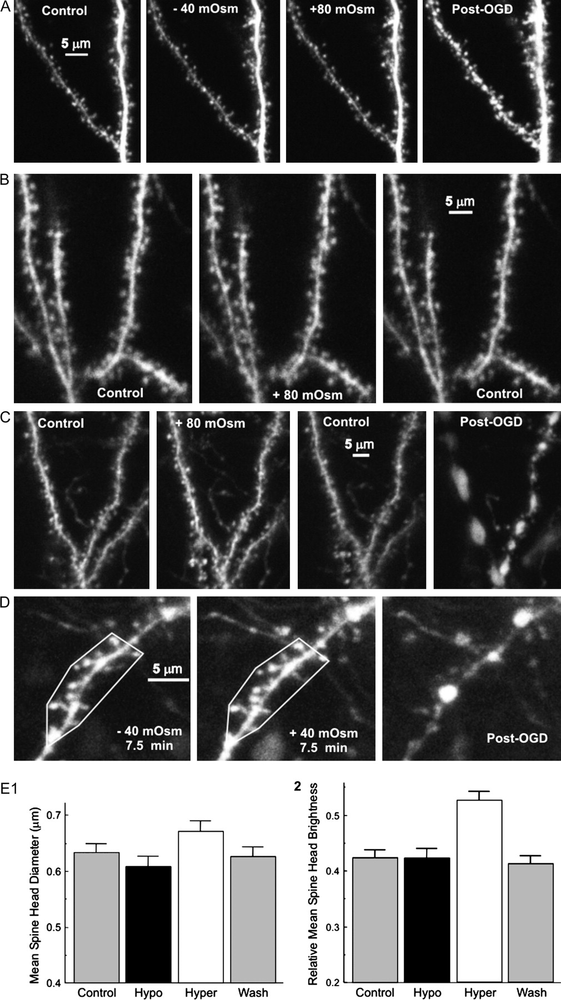 A
Control
- 40 mOsm
+80 mOsm
Post-OGD
5 μm
B
5 μm
Control
+ 80 mOsm
Control
C
Control
+ 80 mOsm
Control
Post-OGD
5 μm
D
5 μm
- 40 mOsm
7.5 min
+ 40 mOsm
7.5 min
Post-OGD
E1
Mean Spine Head Diameter (μm)
0.7
0.6
0.5
0.4
Control
Hypo
Hyper
Wash
2
Relative Mean Spine Head Brightness
0.5
0.4
0.3
0.2
Control
Hypo
Hyper
Wash